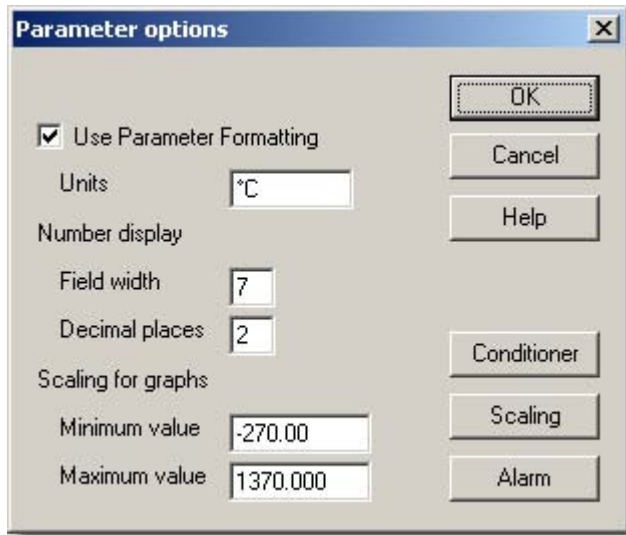 Parameter options
OK
Use Parameter Formatting
Cancel
Units
°C
Help
Number display
Field width
7
Decimal places
2
Conditioner
Scaling for graphs
Minimum value
-270.00
Scaling
Maximum value
1370.000
Alarm